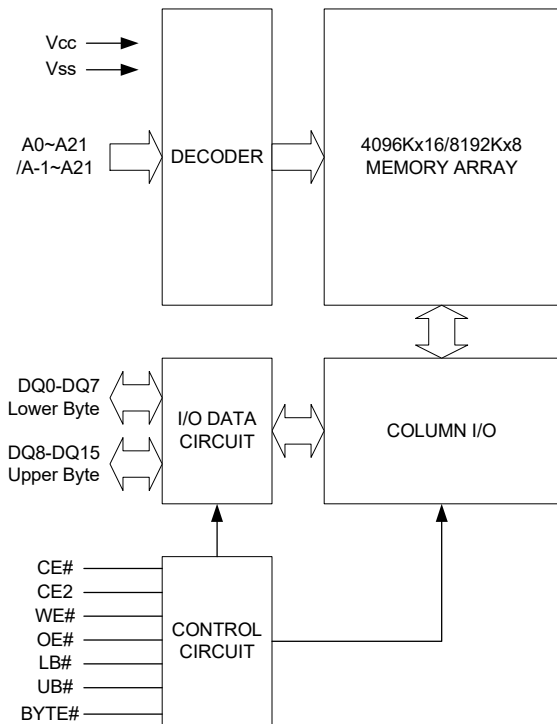 Vcc
Vss
A0~A21
/A-1~A21
DECODER
4096Kx16/8192Kx8
MEMORY ARRAY
DQ0-DQ7
Lower Byte
DQ8-DQ15
Upper Byte
I/O DATA
CIRCUIT
COLUMN I/O
CE#
CE2
WE#
OE#
LB#
UB#
BYTE#
CONTROL
CIRCUIT